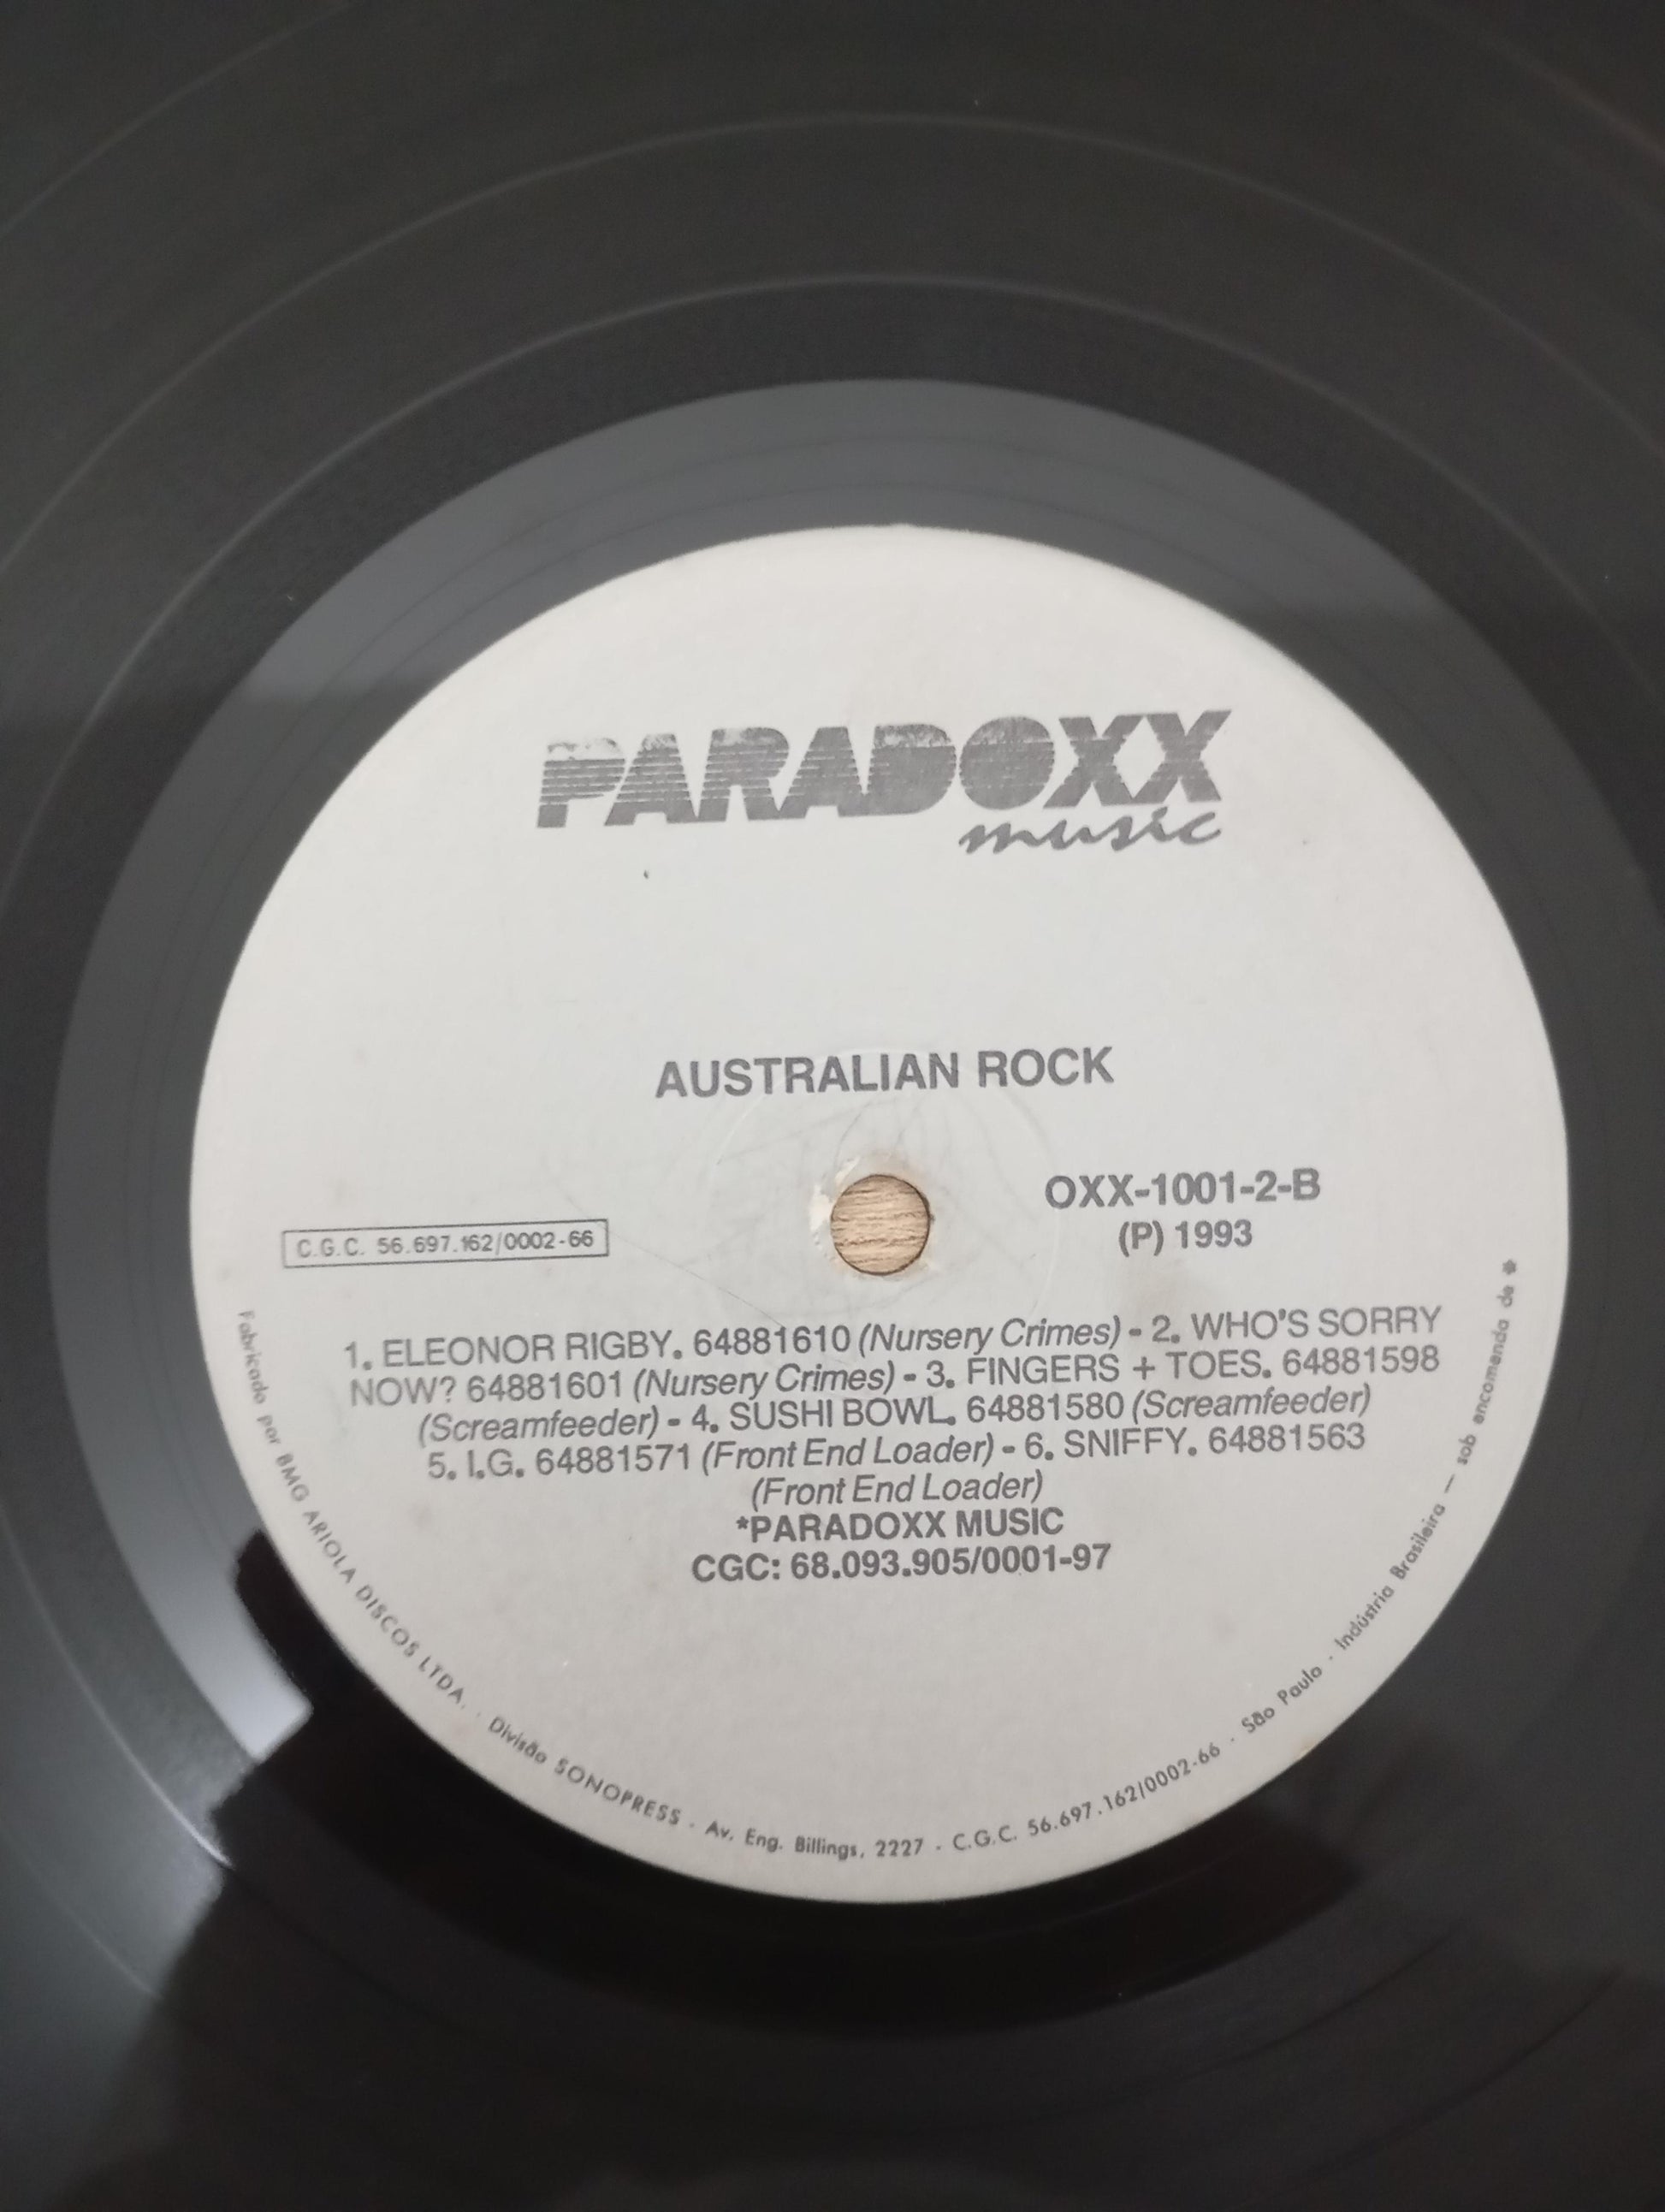 PARADOXX
music
AUSTRALIAN ROCK
OXX-1001-2-B
(P) 1993
C.G.C. 56.697.162/0002-66
1. ELEONOR RIGBY. 64881610 (Nursery Crimes) - 2. WHO'S SORRY
NOW? 64881601 (Nursery Crimes) - 3. FINGERS + TOES. 64881598
(Screamfeeder) - 4. SUSHI BOWL. 64881580 (Screamfeeder)
5. I.G. 64881571 (Front End Loader) - 6. SNIFFY. 64881563
(Front End Loader)
*PARADOXX MUSIC
CGC: 68.093.905/0001-97
Fabricado por BMG ARIOLA DISCOS LTDA. · Divisão SONOPRESS · Av. Eng. Billings, 2227 · C.G.C. 56.697.162/0002-66 · São Paulo · Indústria Brasileira — sob encomenda de *